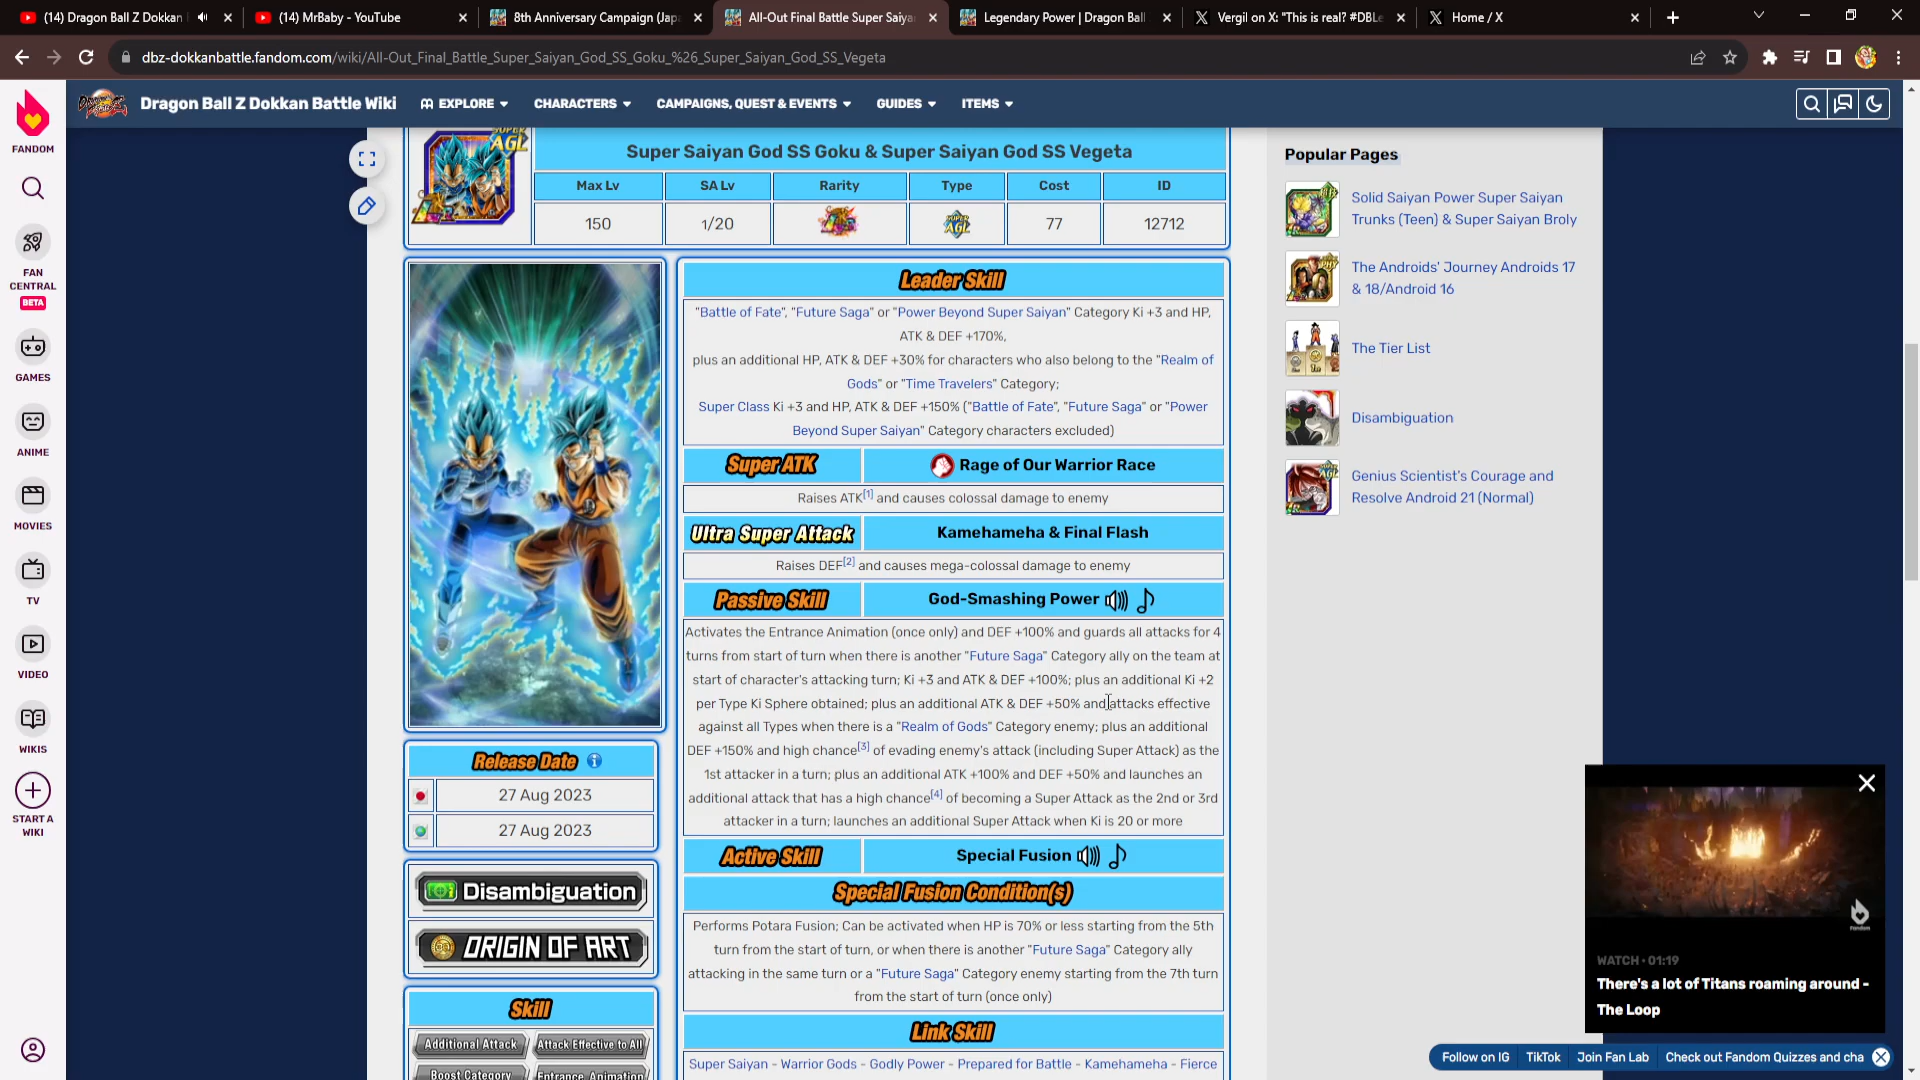 (14) Dragon Ball Z Dokkan
(14) MrBaby - YouTube
8th Anniversary Campaign (Japa
All-Out Final Battle Super Saiya
Legendary Power | Dragon Ball
Vergil on X: "This is real? #DBLe
Home / X
dbz-dokkanbattle.fandom.com/wiki/All-Out_Final_Battle_Super_Saiyan_God_SS_Goku_%26_Super_Saiyan_God_SS_Vegeta
Dragon Ball Z Dokkan Battle Wiki
EXPLORE
CHARACTERS
CAMPAIGNS, QUEST & EVENTS
GUIDES
ITEMS
FANDOM
FAN CENTRAL
BETA
GAMES
ANIME
MOVIES
TV
VIDEO
WIKIS
START A WIKI
SUPER AGL
Super Saiyan God SS Goku & Super Saiyan God SS Vegeta
Max Lv
SA Lv
Rarity
Type
Cost
ID
150
1/20
SUPER AGL
77
12712
Leader Skill
"Battle of Fate", "Future Saga" or "Power Beyond Super Saiyan" Category Ki +3 and HP,
ATK & DEF +170%,
plus an additional HP, ATK & DEF +30% for characters who also belong to the "Realm of
Gods" or "Time Travelers" Category;
Super Class Ki +3 and HP, ATK & DEF +150% ("Battle of Fate", "Future Saga" or "Power
Beyond Super Saiyan" Category characters excluded)
Super ATK
Rage of Our Warrior Race
Raises ATK[1] and causes colossal damage to enemy
Ultra Super Attack
Kamehameha & Final Flash
Raises DEF[2] and causes mega-colossal damage to enemy
Passive Skill
God-Smashing Power
Activates the Entrance Animation (once only) and DEF +100% and guards all attacks for 4
turns from start of turn when there is another "Future Saga" Category ally on the team at
start of character's attacking turn; Ki +3 and ATK & DEF +100%; plus an additional Ki +2
per Type Ki Sphere obtained; plus an additional ATK & DEF +50% and attacks effective
against all Types when there is a "Realm of Gods" Category enemy; plus an additional
DEF +150% and high chance[3] of evading enemy's attack (including Super Attack) as the
1st attacker in a turn; plus an additional ATK +100% and DEF +50% and launches an
additional attack that has a high chance[4] of becoming a Super Attack as the 2nd or 3rd
attacker in a turn; launches an additional Super Attack when Ki is 20 or more
Active Skill
Special Fusion
Special Fusion Condition(s)
Performs Potara Fusion; Can be activated when HP is 70% or less starting from the 5th
turn from the start of turn, or when there is another "Future Saga" Category ally
attacking in the same turn or a "Future Saga" Category enemy starting from the 7th turn
from the start of turn (once only)
Link Skill
Super Saiyan - Warrior Gods - Godly Power - Prepared for Battle - Kamehameha - Fierce
Release Date
27 Aug 2023
27 Aug 2023
Disambiguation
ORIGIN OF ART
Skill
Additional Attack
Attack Effective to All
Boost Category
Entrance Animation
Popular Pages
Solid Saiyan Power Super Saiyan
Trunks (Teen) & Super Saiyan Broly
The Androids' Journey Androids 17
& 18/Android 16
The Tier List
Disambiguation
Genius Scientist's Courage and
Resolve Android 21 (Normal)
Fandom
WATCH • 01:19
There's a lot of Titans roaming around -
The Loop
Follow on IG
TikTok
Join Fan Lab
Check out Fandom Quizzes and cha